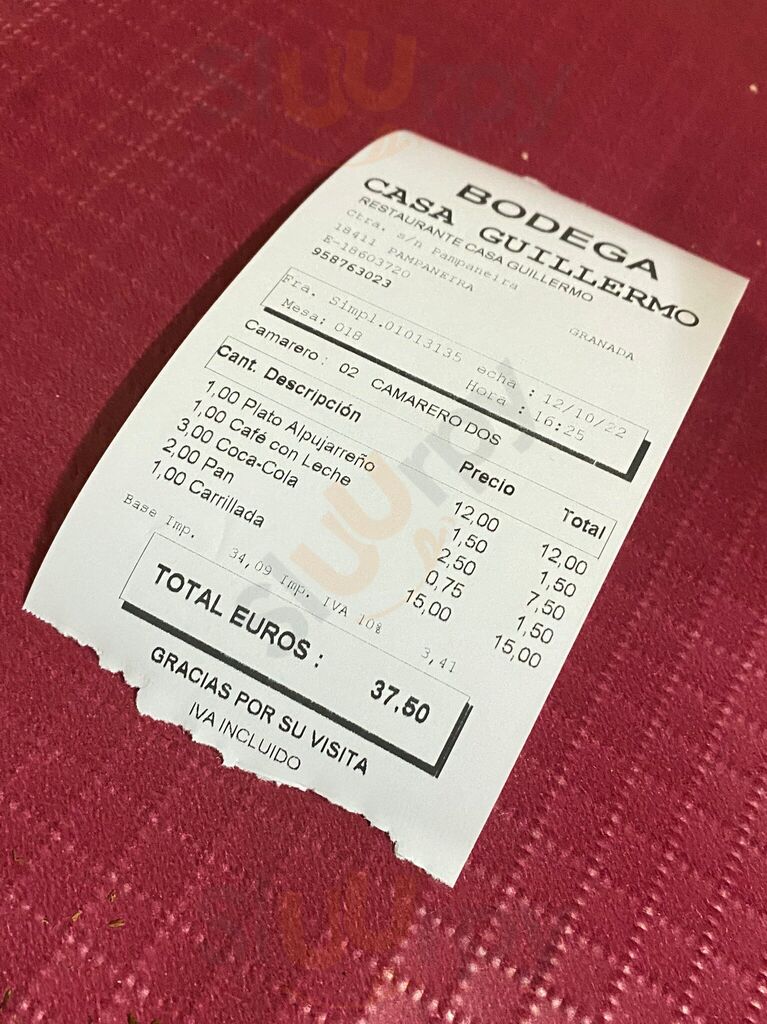 BODEGA
CASA GUILLERMO
RESTAURANTE CASA GUILLERMO
Ctra. s/n Pampaneira
18411 PAMPANEIRA GRANADA
E-18603720
958763023
Fra. Simpl.01013135 echa : 12/10/22
Mesa: 018 Hora : 16:25
Camarero: 02 CAMARERO DOS
Cant. Descripción Precio Total
1,00 Plato Alpujarreño 12,00 12,00
1,00 Café con Leche 1,50 1,50
3,00 Coca-Cola 2,50 7,50
2,00 Pan 0,75 1,50
1,00 Carrillada 15,00 15,00
Base Imp. 34,09 Imp. IVA 10% 3,41
TOTAL EUROS : 37,50
GRACIAS POR SU VISITA
IVA INCLUIDO
sluurpy
sluurpy
sluurpy